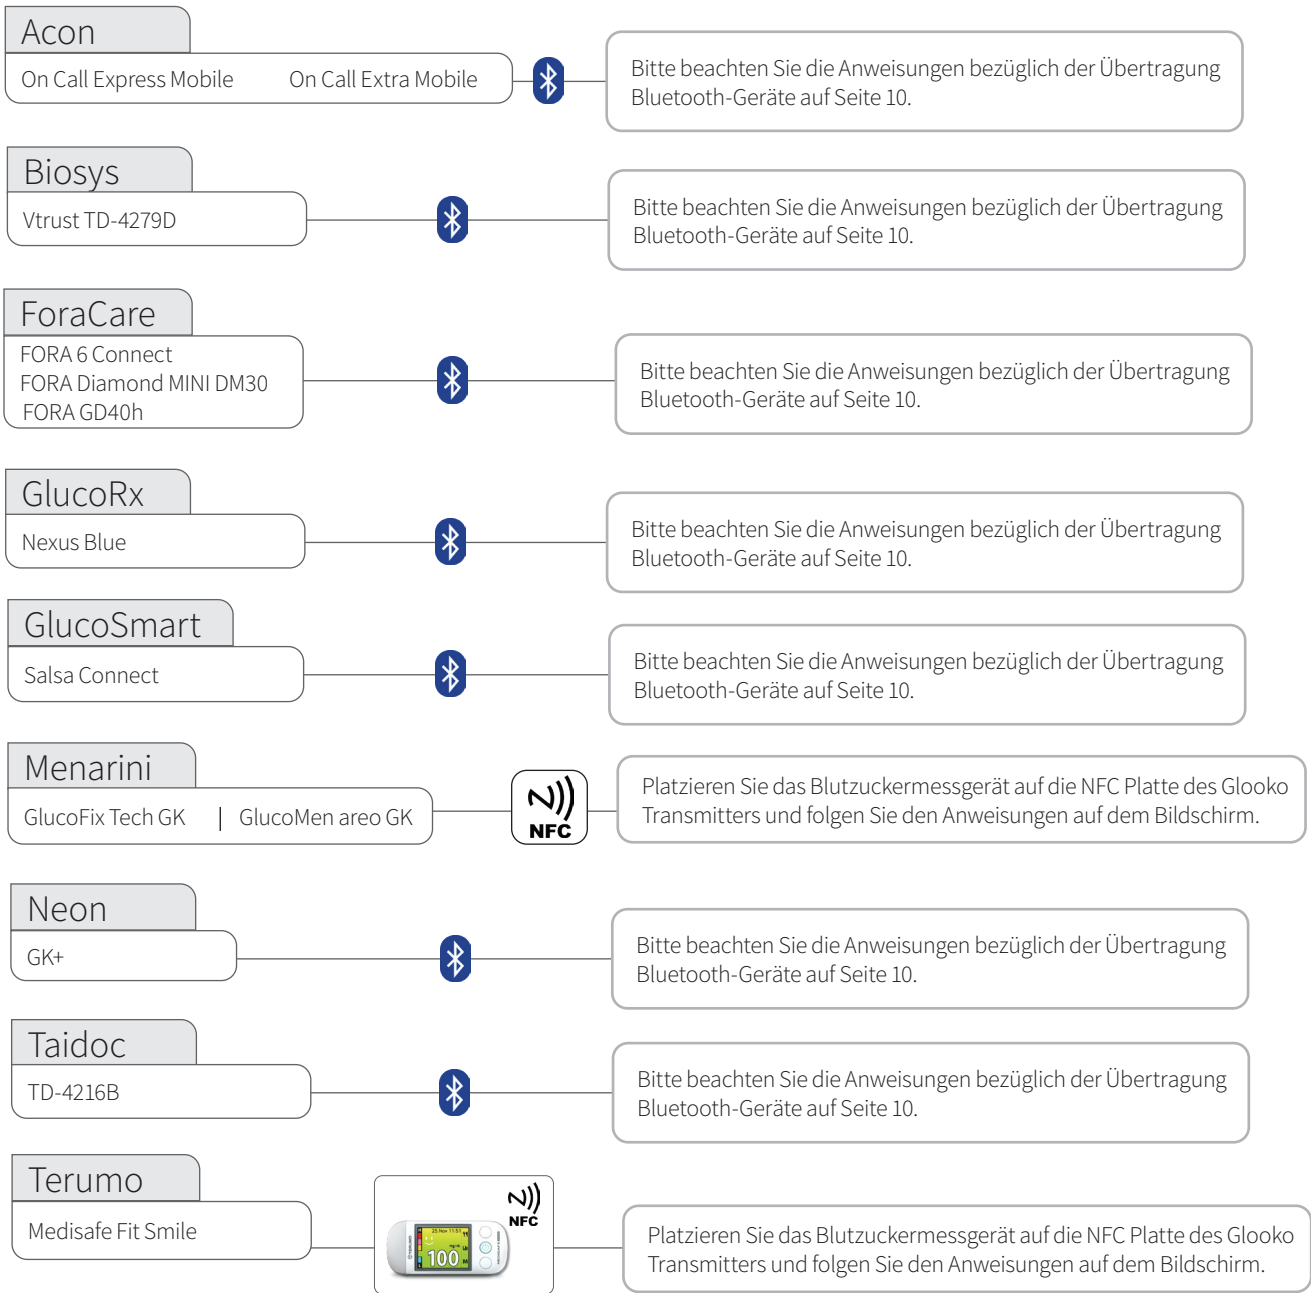 Acon
On Call Express Mobile On Call Extra Mobile
Bitte beachten Sie die Anweisungen bezüglich der Übertragung
Bluetooth-Geräte auf Seite 10.
Biosys
Vtrust TD-4279D
Bitte beachten Sie die Anweisungen bezüglich der Übertragung
Bluetooth-Geräte auf Seite 10.
ForaCare
FORA 6 Connect
FORA Diamond MINI DM30
FORA GD40h
Bitte beachten Sie die Anweisungen bezüglich der Übertragung
Bluetooth-Geräte auf Seite 10.
GlucoRx
Nexus Blue
Bitte beachten Sie die Anweisungen bezüglich der Übertragung
Bluetooth-Geräte auf Seite 10.
GlucoSmart
Salsa Connect
Bitte beachten Sie die Anweisungen bezüglich der Übertragung
Bluetooth-Geräte auf Seite 10.
Menarini
GlucoFix Tech GK | GlucoMen areo GK
NFC
Platzieren Sie das Blutzuckermessgerät auf die NFC Platte des Glooko
Transmitters und folgen Sie den Anweisungen auf dem Bildschirm.
Neon
GK+
Bitte beachten Sie die Anweisungen bezüglich der Übertragung
Bluetooth-Geräte auf Seite 10.
Taidoc
TD-4216B
Bitte beachten Sie die Anweisungen bezüglich der Übertragung
Bluetooth-Geräte auf Seite 10.
Terumo
Medisafe Fit Smile
NFC
TERUMO
25 Nov 11:57
100
Platzieren Sie das Blutzuckermessgerät auf die NFC Platte des Glooko
Transmitters und folgen Sie den Anweisungen auf dem Bildschirm.